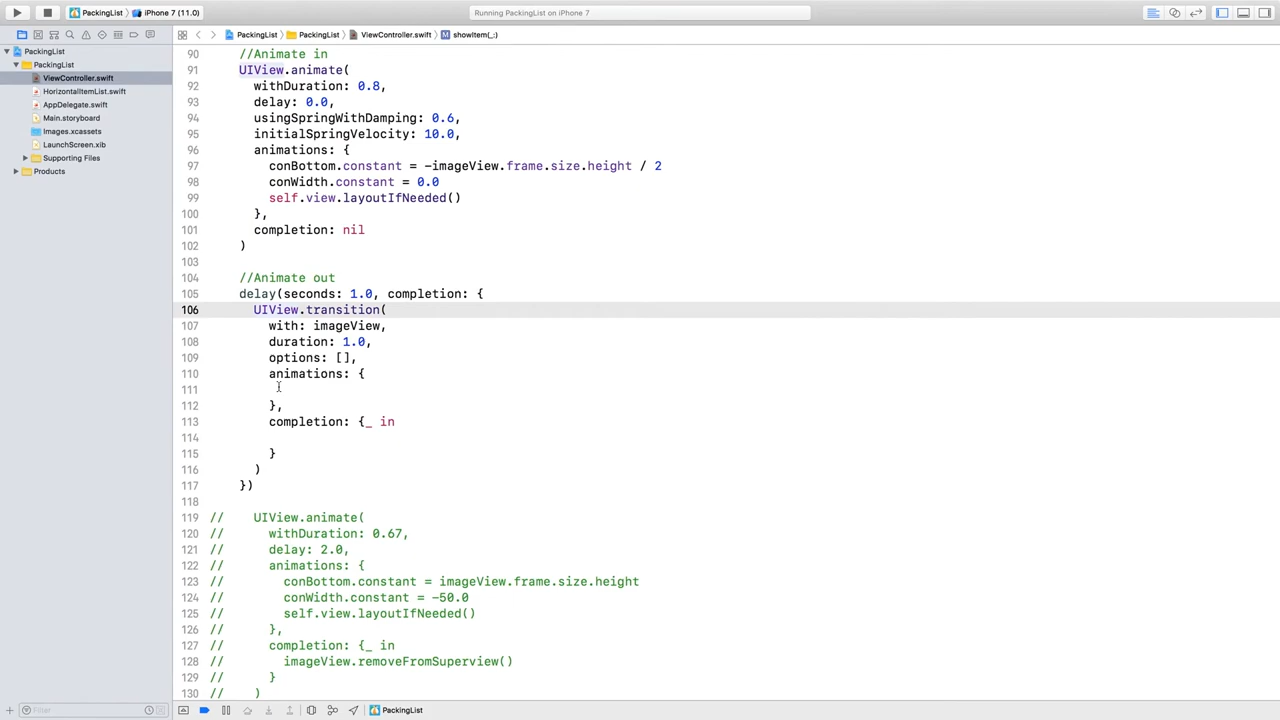 PackingList iPhone 7 (11.0)
Running PackingList on iPhone 7
PackingList PackingList ViewController.swift M showItem(_:)
PackingList
PackingList
ViewController.swift
HorizontalItemList.swift
AppDelegate.swift
Main.storyboard
Images.xcassets
LaunchScreen.xib
Supporting Files
Products
90 //Animate in
91 UIView.animate(
92 withDuration: 0.8,
93 delay: 0.0,
94 usingSpringWithDamping: 0.6,
95 initialSpringVelocity: 10.0,
96 animations: {
97 conBottom.constant = -imageView.frame.size.height / 2
98 conWidth.constant = 0.0
99 self.view.layoutIfNeeded()
100 },
101 completion: nil
102 )
103
104 //Animate out
105 delay(seconds: 1.0, completion: {
106 UIView.transition(
107 with: imageView,
108 duration: 1.0,
109 options: [],
110 animations: {
111
112 },
113 completion: {_ in
114
115 }
116 )
117 })
118
119 // UIView.animate(
120 // withDuration: 0.67,
121 // delay: 2.0,
122 // animations: {
123 // conBottom.constant = imageView.frame.size.height
124 // conWidth.constant = -50.0
125 // self.view.layoutIfNeeded()
126 // },
127 // completion: {_ in
128 // imageView.removeFromSuperview()
129 // }
130 // )
Filter
PackingList